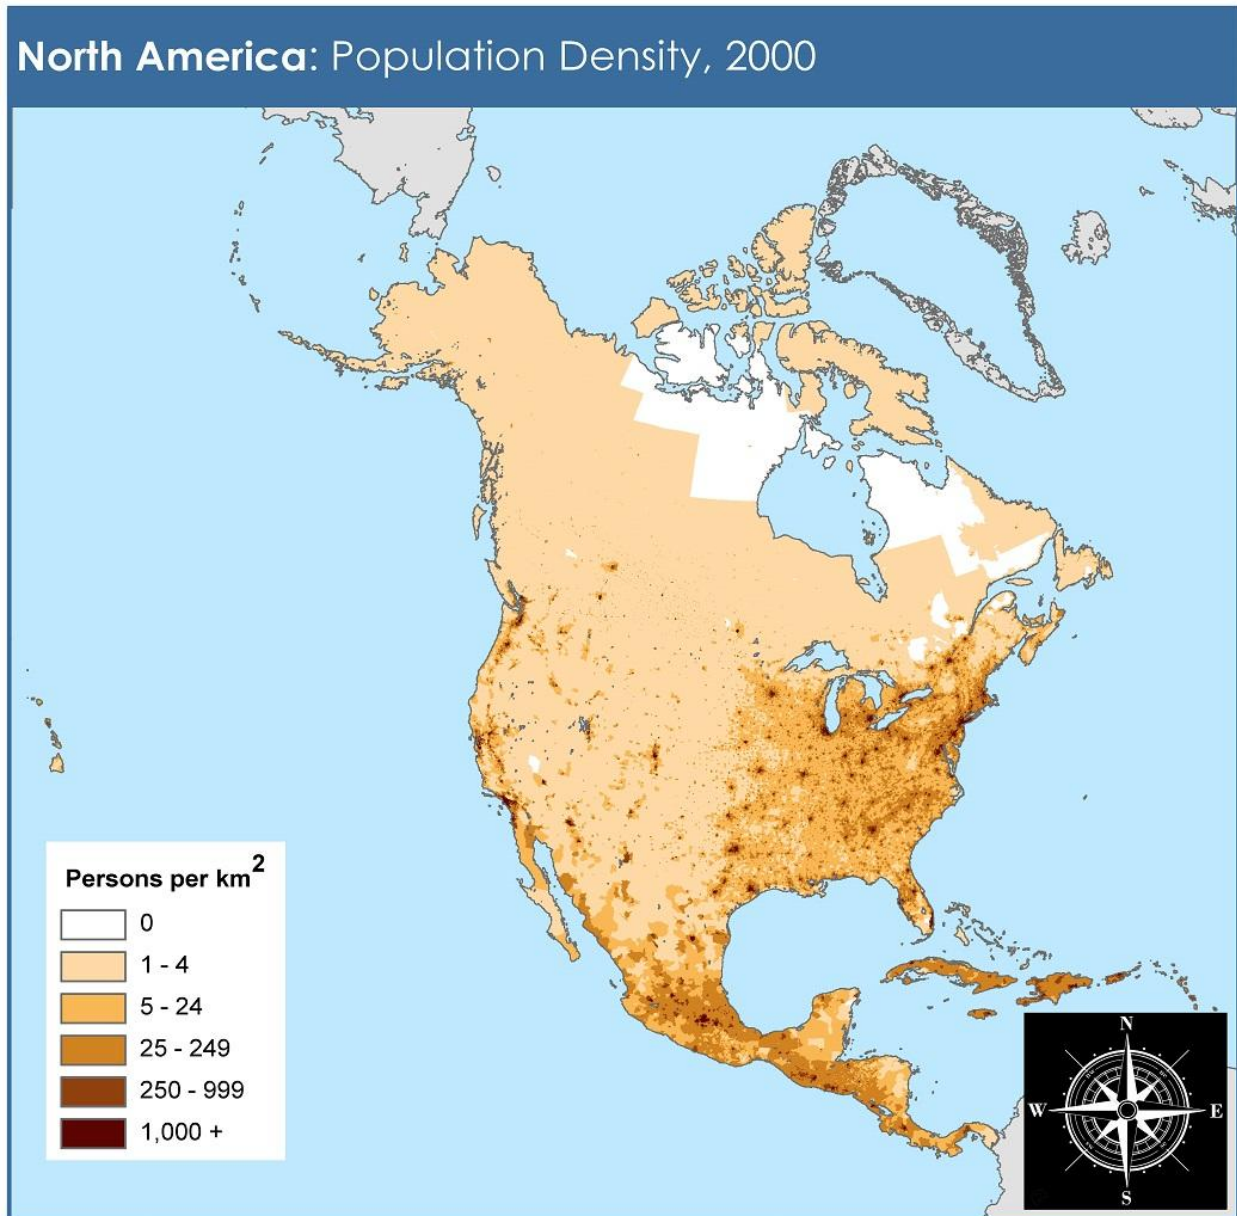 North America: Population Density, 2000
Persons per km2
0
1 - 4
5 - 24
25 - 249
250 - 999
1,000 +
N
W E
S